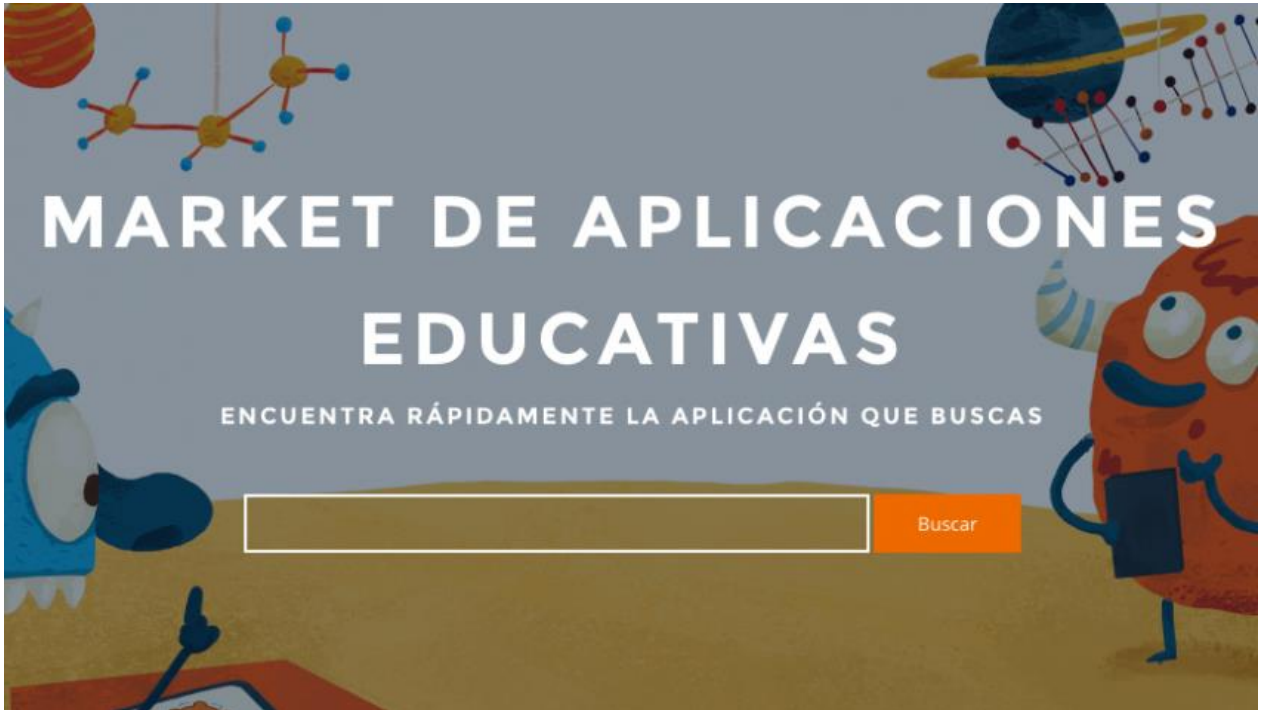 MARKET DE APLICACIONES
EDUCATIVAS
ENCUENTRA RÁPIDAMENTE LA APLICACIÓN QUE BUSCAS
Buscar